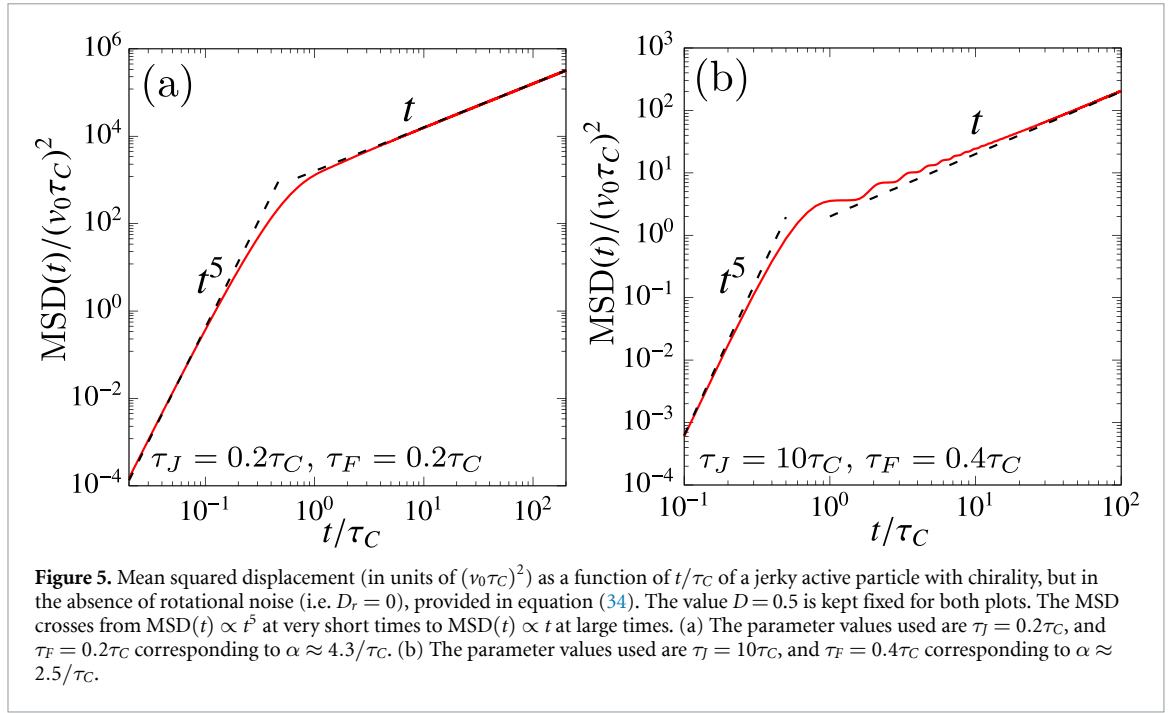 10^6
10^4
10^2
10^0
10^-2
10^-4
(a)
t
t^5
MSD(t)/(v_0τ_C)^2
τ_J = 0.2τ_C, τ_F = 0.2τ_C
10^-1
10^0
10^1
10^2
t/τ_C
10^3
10^2
10^1
10^0
10^-1
10^-2
10^-3
10^-4
(b)
t
t^5
MSD(t)/(v_0τ_C)^2
τ_J = 10τ_C, τ_F = 0.4τ_C
10^-1
10^0
10^1
10^2
t/τ_C
Figure 5. Mean squared displacement (in units of (v_0τ_C)^2) as a function of t/τ_C of a jerky active particle with chirality, but in
the absence of rotational noise (i.e. D_r = 0), provided in equation (34). The value D = 0.5 is kept fixed for both plots. The MSD
crosses from MSD(t) ∝ t^5 at very short times to MSD(t) ∝ t at large times. (a) The parameter values used are τ_J = 0.2τ_C, and
τ_F = 0.2τ_C corresponding to α ≈ 4.3/τ_C. (b) The parameter values used are τ_J = 10τ_C, and τ_F = 0.4τ_C corresponding to α ≈
2.5/τ_C.